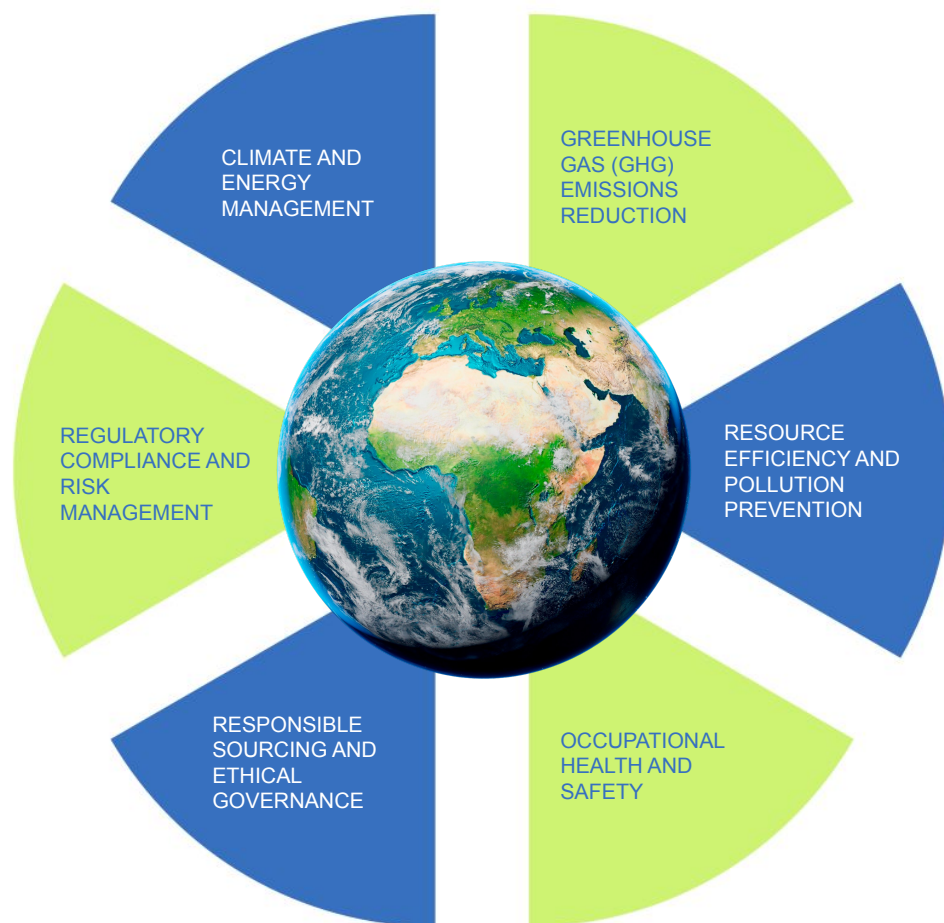 CLIMATE AND
ENERGY
MANAGEMENT
GREENHOUSE
GAS (GHG)
EMISSIONS
REDUCTION
RESOURCE
EFFICIENCY AND
POLLUTION
PREVENTION
OCCUPATIONAL
HEALTH AND
SAFETY
RESPONSIBLE
SOURCING AND
ETHICAL
GOVERNANCE
REGULATORY
COMPLIANCE AND
RISK
MANAGEMENT